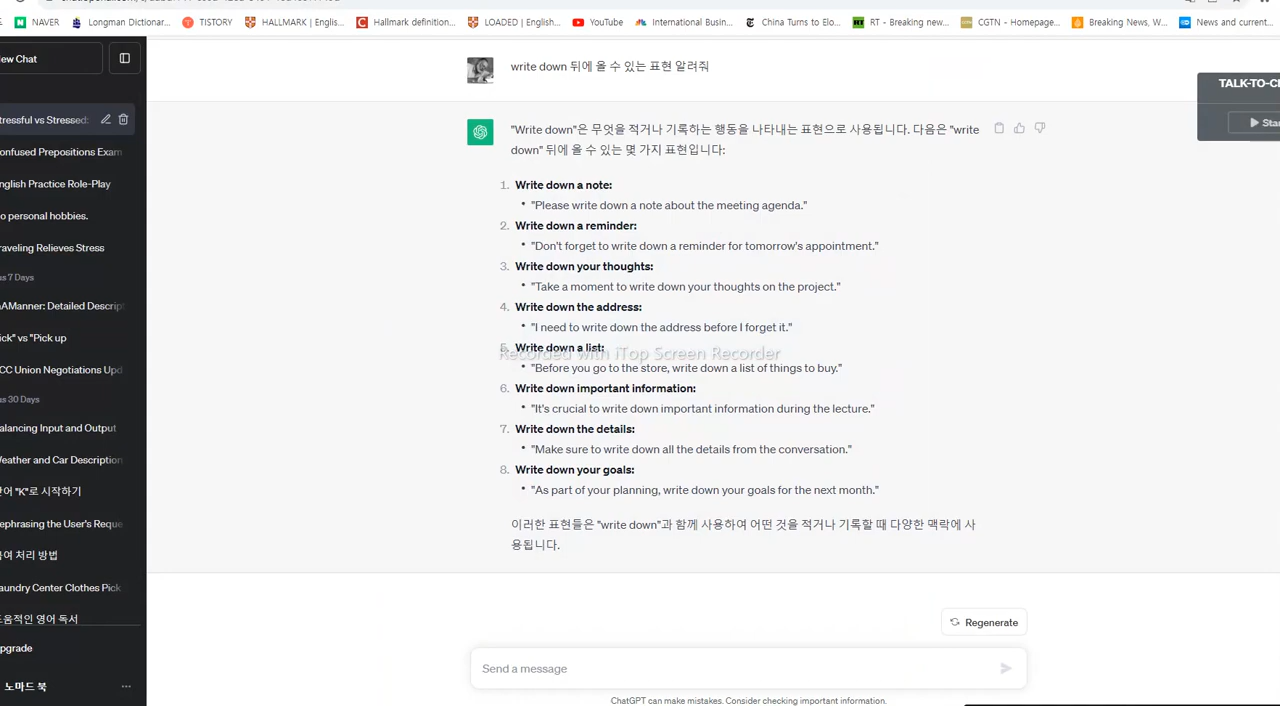 NAVER
Longman Dictionar...
TISTORY
HALLMARK | Englis...
Hallmark definition...
LOADED | English...
YouTube
International Busin...
China Turns to Elo...
RT - Breaking new...
CGTN - Homepage...
Breaking News, W...
News and current...
ew Chat
tressful vs Stressed:
onfused Prepositions Exam
nglish Practice Role-Play
o personal hobbies.
raveling Relieves Stress
us 7 Days
AManner: Detailed Descrip
ick" vs "Pick up
CC Union Negotiations Upd
us 30 Days
alancing Input and Output
Weather and Car Description
단어 "K"로 시작하기
ephrasing the User's Reque
여 처리 방법
aundry Center Clothes Pick
도움적인 영어 독서
pgrade
노마드 북
write down 뒤에 올 수 있는 표현 알려줘
"Write down"은 무엇을 적거나 기록하는 행동을 나타내는 표현으로 사용됩니다. 다음은 "write
down" 뒤에 올 수 있는 몇 가지 표현입니다:
1. Write down a note:
• "Please write down a note about the meeting agenda."
2. Write down a reminder:
• "Don't forget to write down a reminder for tomorrow's appointment."
3. Write down your thoughts:
• "Take a moment to write down your thoughts on the project."
4. Write down the address:
• "I need to write down the address before I forget it."
5. Write down a list:
Recorded with iTop Screen Recorder
• "Before you go to the store, write down a list of things to buy."
6. Write down important information:
• "It's crucial to write down important information during the lecture."
7. Write down the details:
• "Make sure to write down all the details from the conversation."
8. Write down your goals:
• "As part of your planning, write down your goals for the next month."
이러한 표현들은 "write down"과 함께 사용하여 어떤 것을 적거나 기록할 때 다양한 맥락에 사
용됩니다.
TALK-TO-C
Star
Regenerate
Send a message
ChatGPT can make mistakes. Consider checking important information.